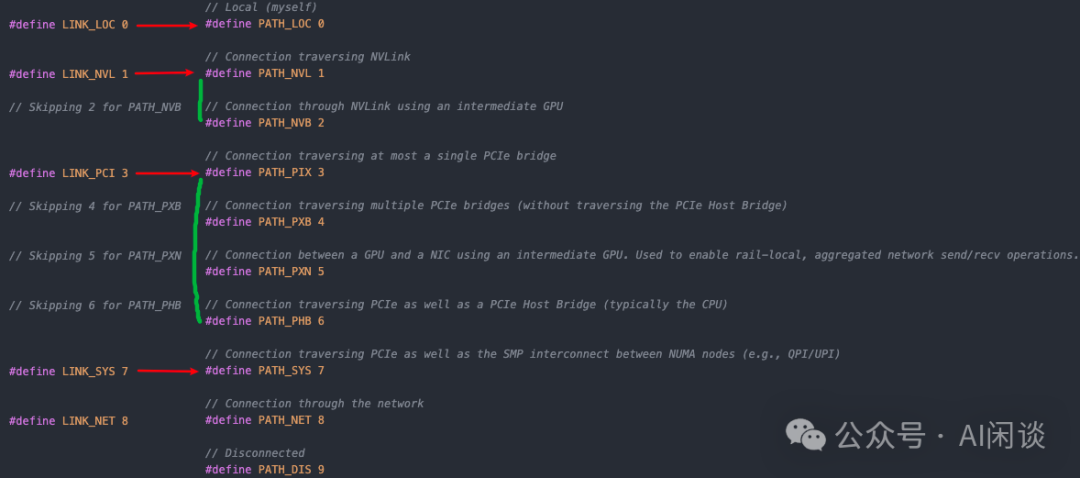 // Local (myself)
#define LINK_LOC 0 #define PATH_LOC 0
// Connection traversing NVLink
#define LINK_NVL 1 #define PATH_NVL 1
// Skipping 2 for PATH_NVB // Connection through NVLink using an intermediate GPU
#define PATH_NVB 2
// Connection traversing at most a single PCIe bridge
#define LINK_PCI 3 #define PATH_PIX 3
// Skipping 4 for PATH_PXB // Connection traversing multiple PCIe bridges (without traversing the PCIe Host Bridge)
#define PATH_PXB 4
// Skipping 5 for PATH_PXN // Connection between a GPU and a NIC using an intermediate GPU. Used to enable rail-local, aggregated network send/recv operations.
#define PATH_PXN 5
// Skipping 6 for PATH_PHB // Connection traversing PCIe as well as a PCIe Host Bridge (typically the CPU)
#define PATH_PHB 6
// Connection traversing PCIe as well as the SMP interconnect between NUMA nodes (e.g., QPI/UPI)
#define LINK_SYS 7 #define PATH_SYS 7
// Connection through the network
#define LINK_NET 8 #define PATH_NET 8
// Disconnected
#define PATH_DIS 9
公众号 · AI闲谈